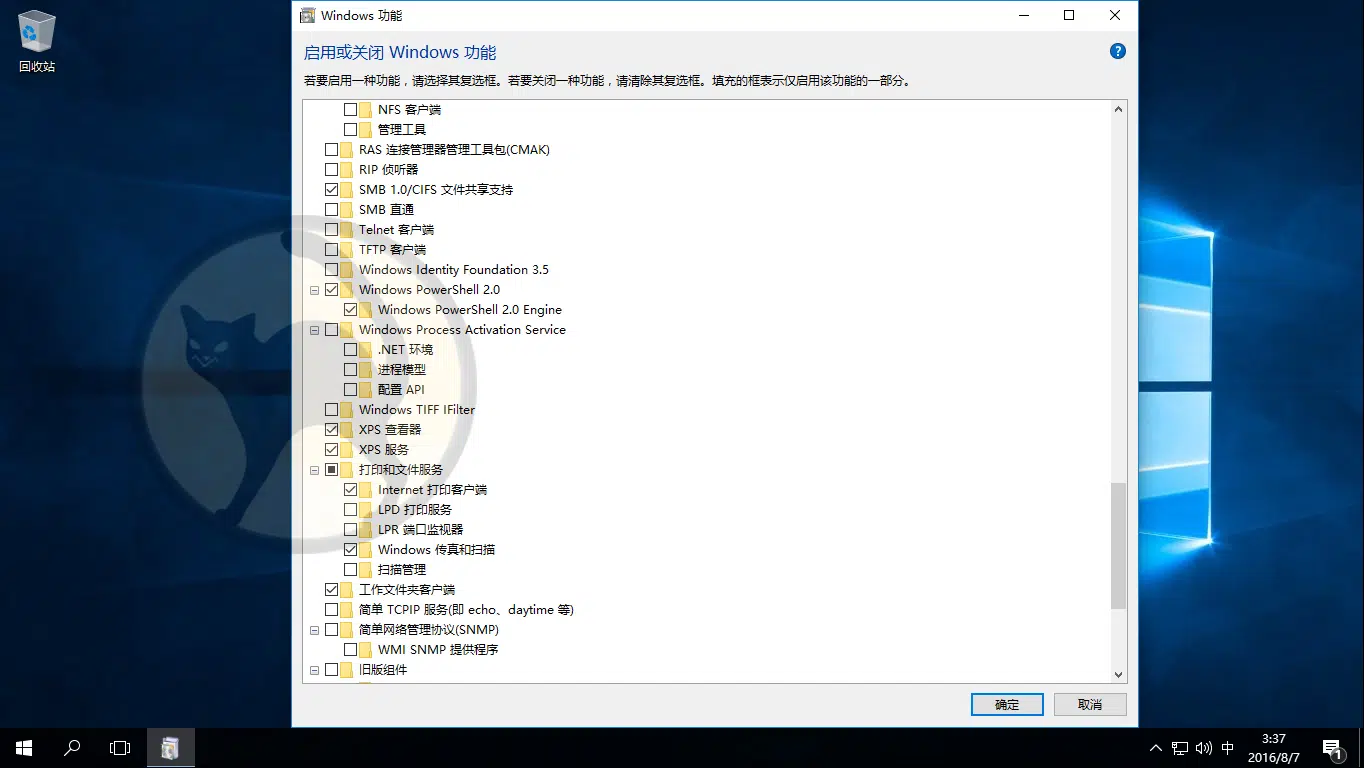 回收站
Windows 功能
启用或关闭 Windows 功能
若要启用一种功能，请选择其复选框。若要关闭一种功能，请清除其复选框。填充的框表示仅启用该功能的一部分。
NFS 客户端
管理工具
RAS 连接管理器管理工具包(CMAK)
RIP 侦听器
SMB 1.0/CIFS 文件共享支持
SMB 直通
Telnet 客户端
TFTP 客户端
Windows Identity Foundation 3.5
Windows PowerShell 2.0
Windows PowerShell 2.0 Engine
Windows Process Activation Service
.NET 环境
进程模型
配置 API
Windows TIFF IFilter
XPS 查看器
XPS 服务
打印和文件服务
Internet 打印客户端
LPD 打印服务
LPR 端口监视器
Windows 传真和扫描
扫描管理
工作文件夹客户端
简单 TCPIP 服务(即 echo、daytime 等)
简单网络管理协议(SNMP)
WMI SNMP 提供程序
旧版组件
确定
取消
中
3:37
2016/8/7
1